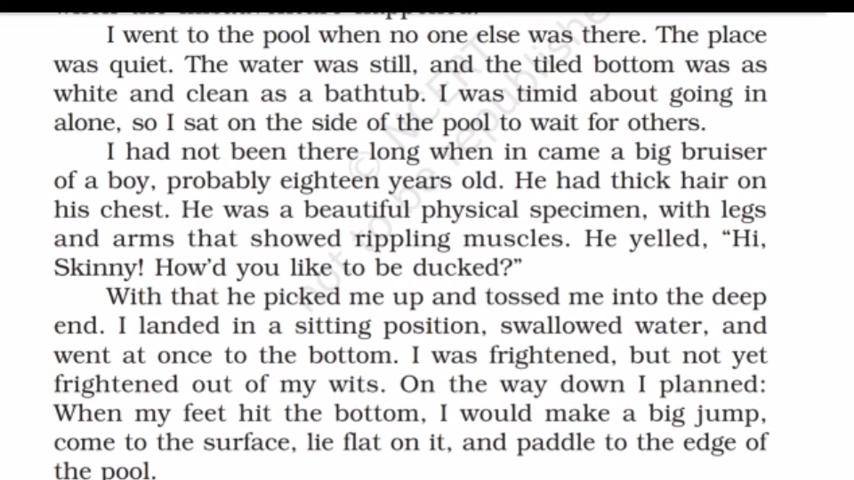 I went to the pool when no one else was there. The place
was quiet. The water was still, and the tiled bottom was as
white and clean as a bathtub. I was timid about going in
alone, so I sat on the side of the pool to wait for others.
I had not been there long when in came a big bruiser
of a boy, probably eighteen years old. He had thick hair on
his chest. He was a beautiful physical specimen, with legs
and arms that showed rippling muscles. He yelled, “Hi,
Skinny! How’d you like to be ducked?”
With that he picked me up and tossed me into the deep
end. I landed in a sitting position, swallowed water, and
went at once to the bottom. I was frightened, but not yet
frightened out of my wits. On the way down I planned:
When my feet hit the bottom, I would make a big jump,
come to the surface, lie flat on it, and paddle to the edge of
the pool.
© NCERT
not to be republished